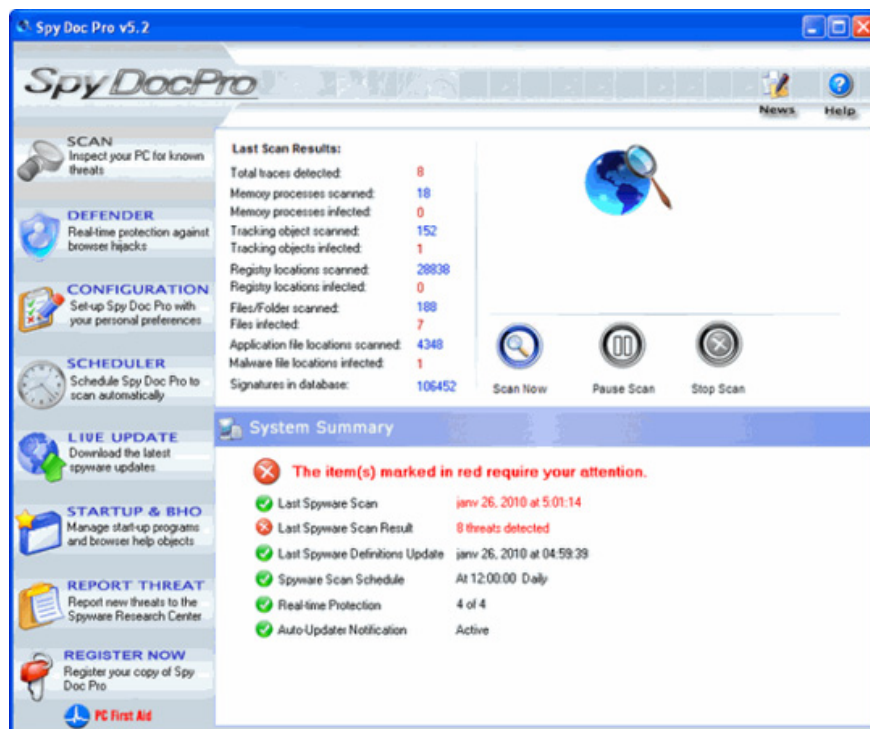 Spy Doc Pro v5.2
Spy DocPro
News
Help
SCAN
Inspect your PC for known
threats
DEFENDER
Real-time protection against
browser hijacks
CONFIGURATION
Set-up Spy Doc Pro with
your personal preferences
SCHEDULER
Schedule Spy Doc Pro to
scan automatically
LIVE UPDATE
Download the latest
spyware updates
STARTUP & BHO
Manage start-up programs
and browser help objects
REPORT THREAT
Report new threats to the
Spyware Research Center
REGISTER NOW
Register your copy of Spy
Doc Pro
PC First Aid
Last Scan Results:
Total traces detected: 8
Memory processes scanned: 18
Memory processes infected: 0
Tracking object scanned: 152
Tracking objects infected: 1
Registry locations scanned: 28838
Registry locations infected: 0
Files/Folder scanned: 188
Files infected: 7
Application file locations scanned: 4348
Malware file locations infected: 1
Signatures in database: 106452
Scan Now
Pause Scan
Stop Scan
System Summary
The item(s) marked in red require your attention.
Last Spyware Scan janv 26, 2010 at 5:01:14
Last Spyware Scan Result 8 threats detected
Last Spyware Definitions Update janv 26, 2010 at 04:59:39
Spyware Scan Schedule At 12:00:00 Daily
Real-time Protection 4 of 4
Auto-Updater Notification Active